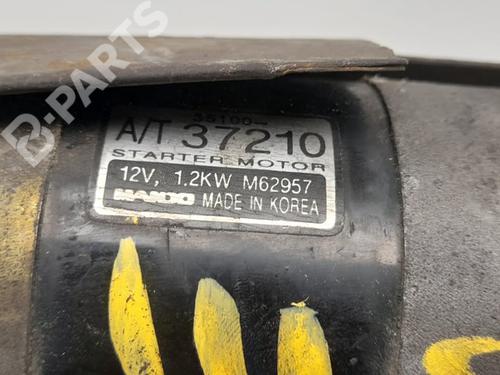 B-PARTS
36100-
A/T 37210
STARTER MOTOR
12V, 1.2KW M62957
MANDO MADE IN KOREA